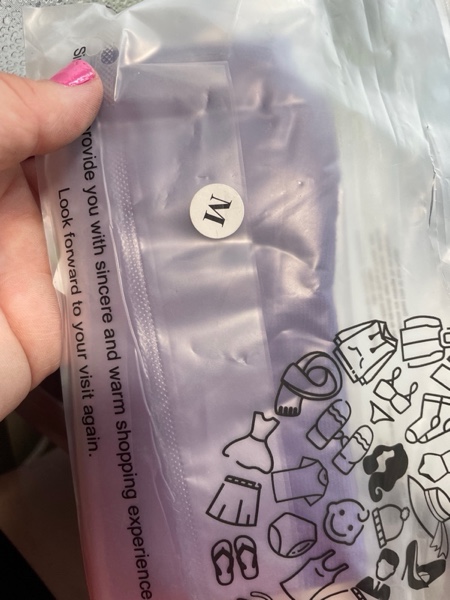 M
rovide you with sincere and warm shopping experience
Look forward to your visit again.